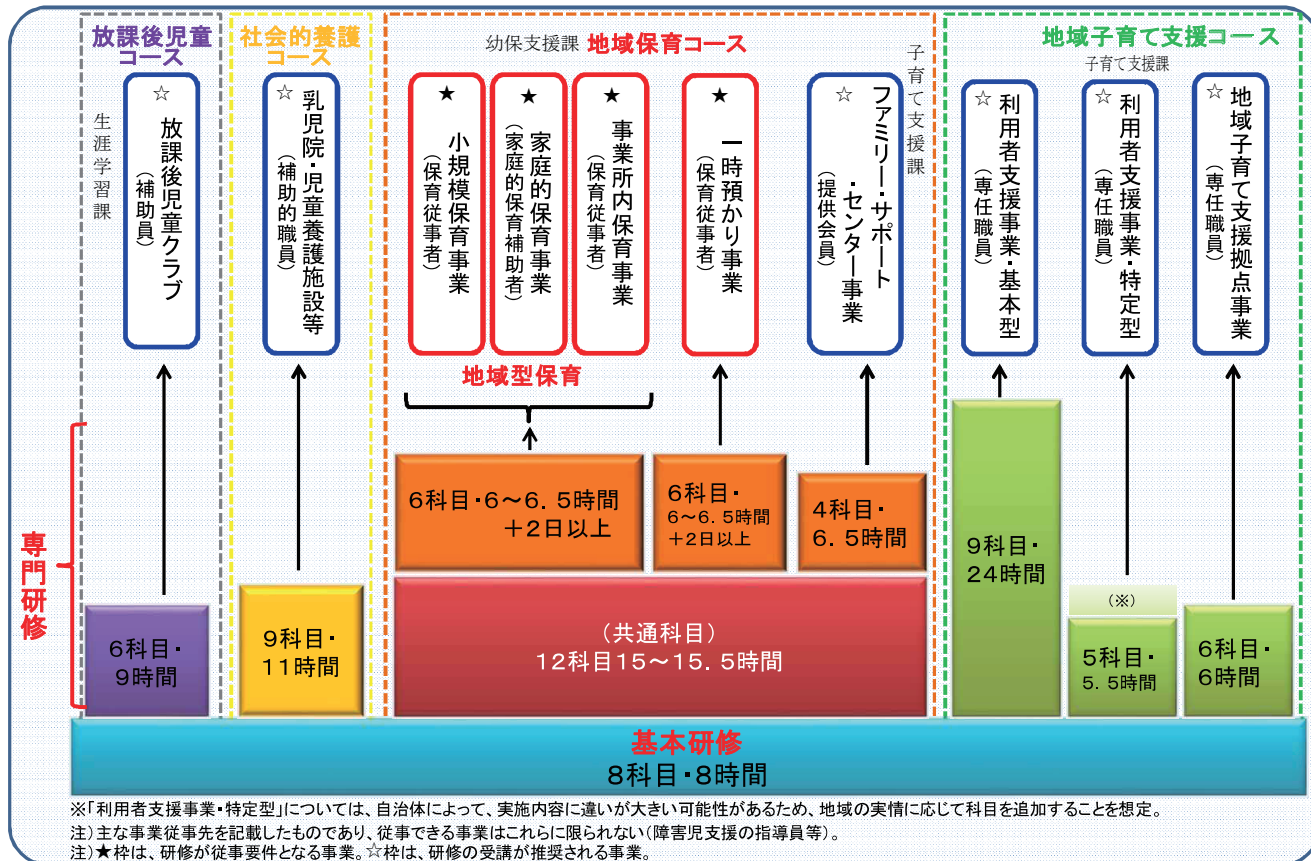 放課後児童
コース
生涯学習課
☆
放課後児童クラブ
(補助員)
社会的養護
コース
☆
乳児院・児童養護施設等
(補助的職員)
幼保支援課 地域保育コース
★
小規模保育事業
(保育従事者)
★
家庭的保育事業
(家庭的保育補助者)
★
事業所内保育事業
(保育従事者)
★
一時預かり事業
(保育従事者)
☆
ファミリー・サポート
・センター事業
(提供会員)
子育て支援課
地域子育て支援コース
子育て支援課
☆
利用者支援事業・基本型
(専任職員)
☆
利用者支援事業・特定型
(専任職員)
☆
地域子育て支援拠点事業
(専任職員)
地域型保育
専門研修
6科目・
9時間
9科目・
11時間
6科目・6～6.5時間
+2日以上
6科目・
6～6.5時間
+2日以上
4科目・
6.5時間
(共通科目)
12科目15～15.5時間
9科目・
24時間
(※)
5科目・
5.5時間
6科目・
6時間
基本研修
8科目・8時間
※「利用者支援事業・特定型」については、自治体によって、実施内容に違いが大きい可能性があるため、地域の実情に応じて科目を追加することを想定。
注)主な事業従事先を記載したものであり、従事できる事業はこれらに限られない(障害児支援の指導員等)。
注)★枠は、研修が従事要件となる事業。☆枠は、研修の受講が推奨される事業。